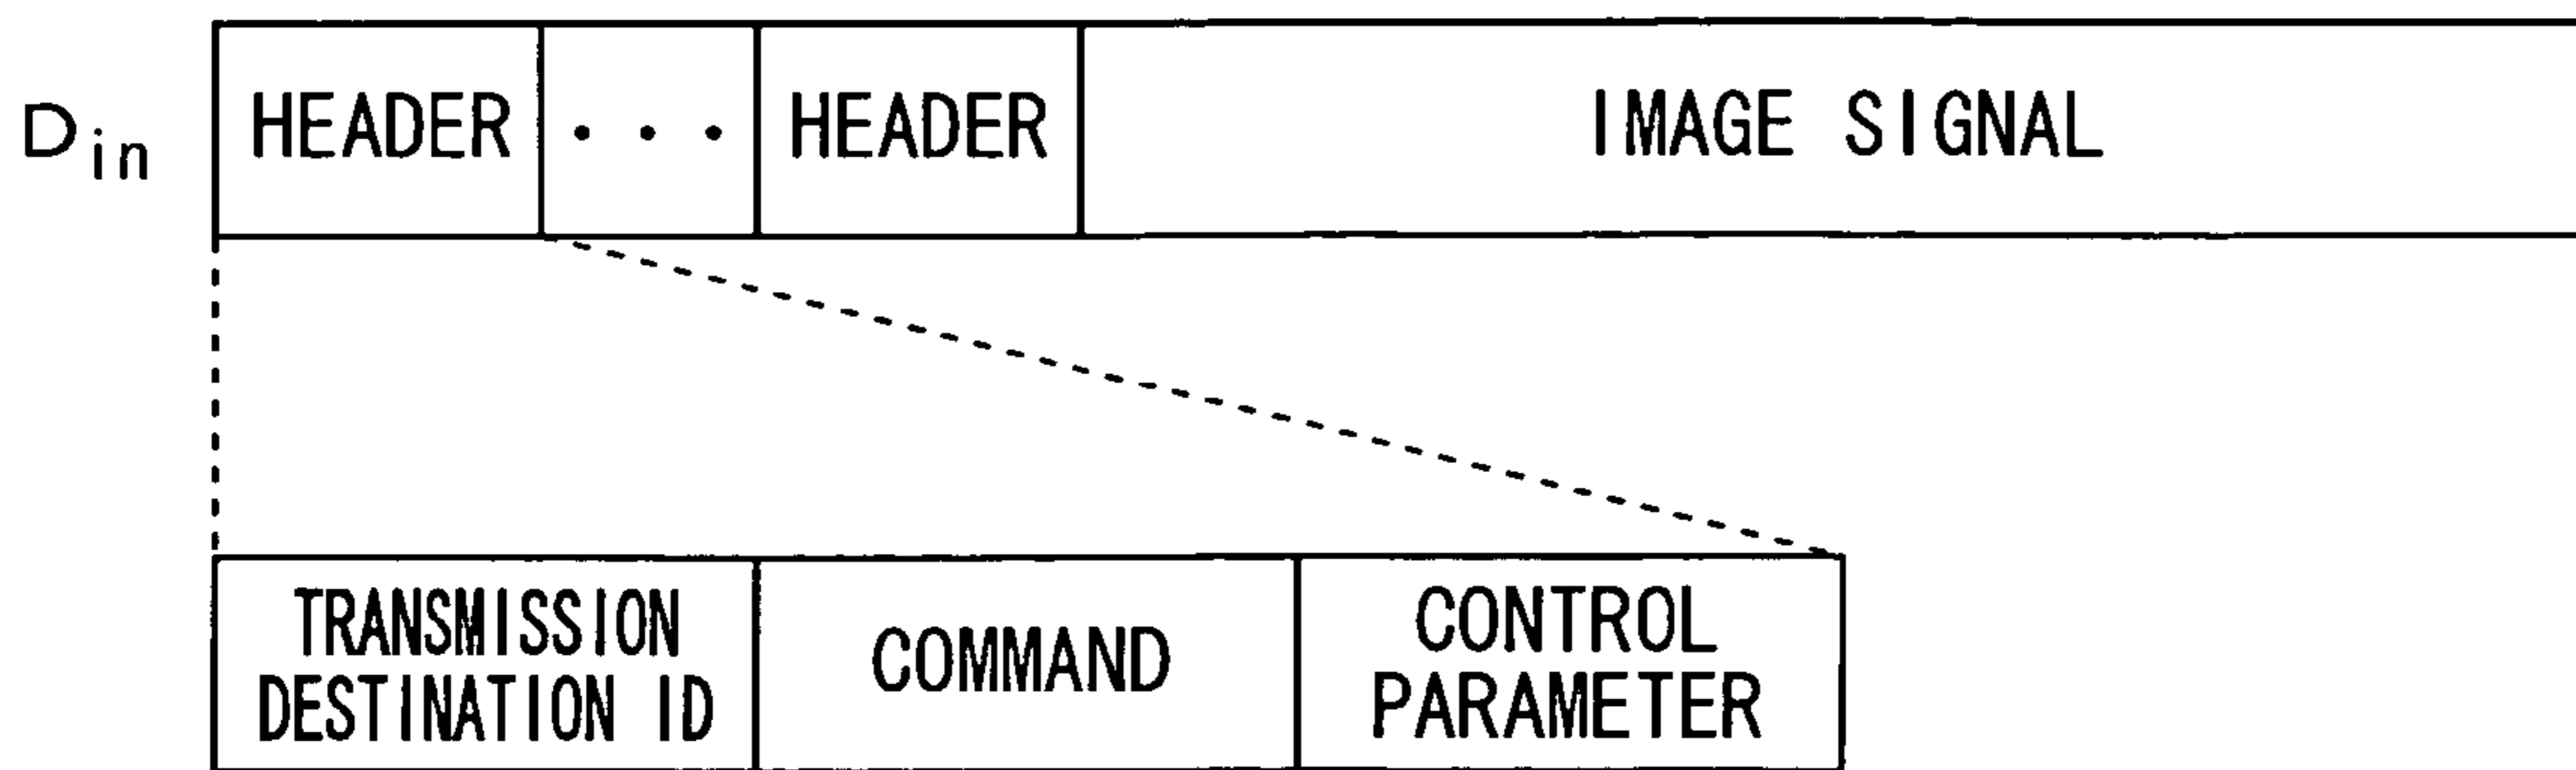 Din HEADER ... HEADER IMAGE SIGNAL
TRANSMISSION DESTINATION ID COMMAND CONTROL PARAMETER